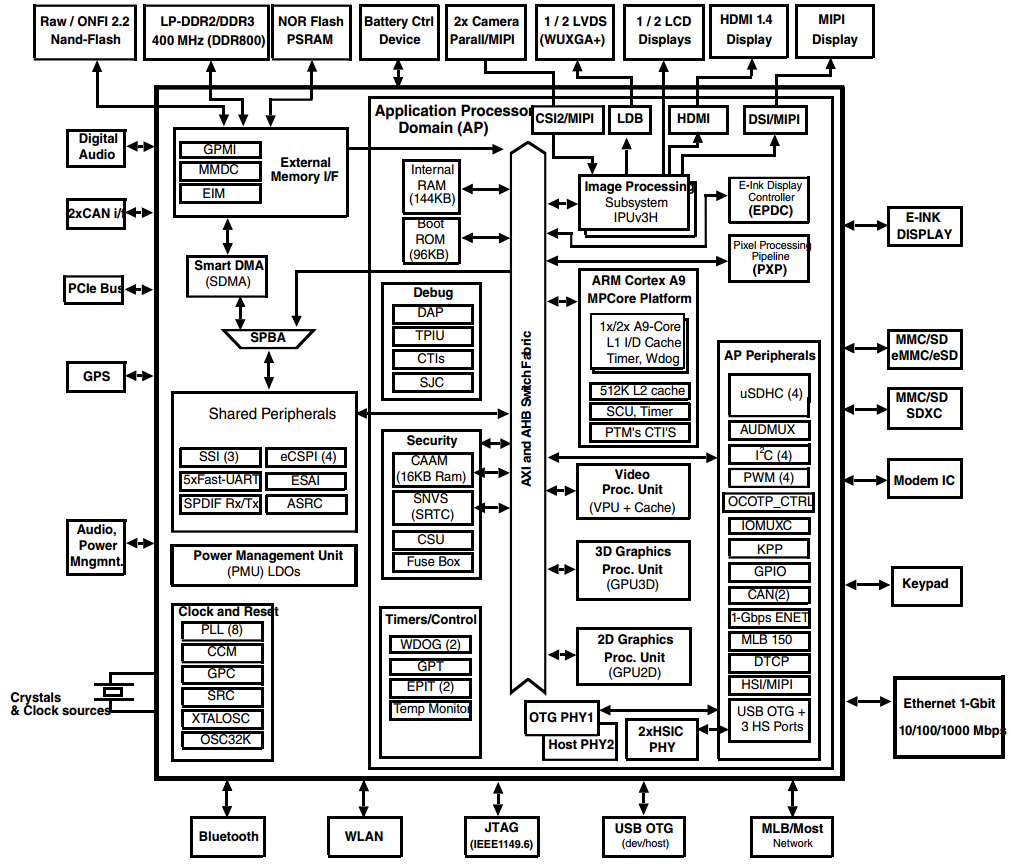 Raw / ONFI 2.2
Nand-Flash
LP-DDR2/DDR3
400 MHz (DDR800)
NOR Flash
PSRAM
Battery Ctrl
Device
2x Camera
Parall/MIPI
1 / 2 LVDS
(WUXGA+)
1 / 2 LCD
Displays
HDMI 1.4
Display
MIPI
Display
Digital
Audio
2xCAN i/f
PCIe Bus
GPS
Audio,
Power
Mngmnt.
Crystals
& Clock sources
External
Memory I/F
GPMI
MMDC
EIM
Smart DMA
(SDMA)
SPBA
Shared Peripherals
SSI (3)
eCSPI (4)
5xFast-UART
ESAI
SPDIF Rx/Tx
ASRC
Power Management Unit
(PMU) LDOs
Clock and Reset
PLL (8)
CCM
GPC
SRC
XTALOSC
OSC32K
Application Processor
Domain (AP)
CSI2/MIPI
LDB
HDMI
DSI/MIPI
Internal
RAM
(144KB)
Boot
ROM
(96KB)
Debug
DAP
TPIU
CTIs
SJC
Security
CAAM
(16KB Ram)
SNVS
(SRTC)
CSU
Fuse Box
Timers/Control
WDOG (2)
GPT
EPIT (2)
Temp Monitor
AXI and AHB Switch Fabric
Image Processing
Subsystem
IPUv3H
E-Ink Display
Controller
(EPDC)
Pixel Processing
Pipeline
(PXP)
ARM Cortex A9
MPCore Platform
1x/2x A9-Core
L1 I/D Cache
Timer, Wdog
512K L2 cache
SCU, Timer
PTM's CTI'S
Video
Proc. Unit
(VPU + Cache)
3D Graphics
Proc. Unit
(GPU3D)
2D Graphics
Proc. Unit
(GPU2D)
OTG PHY1
Host PHY2
2xHSIC
PHY
AP Peripherals
uSDHC (4)
AUDMUX
I2C (4)
PWM (4)
OCOTP_CTRL
IOMUXC
KPP
GPIO
CAN(2)
1-Gbps ENET
MLB 150
DTCP
HSI/MIPI
USB OTG +
3 HS Ports
E-INK
DISPLAY
MMC/SD
eMMC/eSD
MMC/SD
SDXC
Modem IC
Keypad
Ethernet 1-Gbit
10/100/1000 Mbps
Bluetooth
WLAN
JTAG
(IEEE1149.6)
USB OTG
(dev/host)
MLB/Most
Network